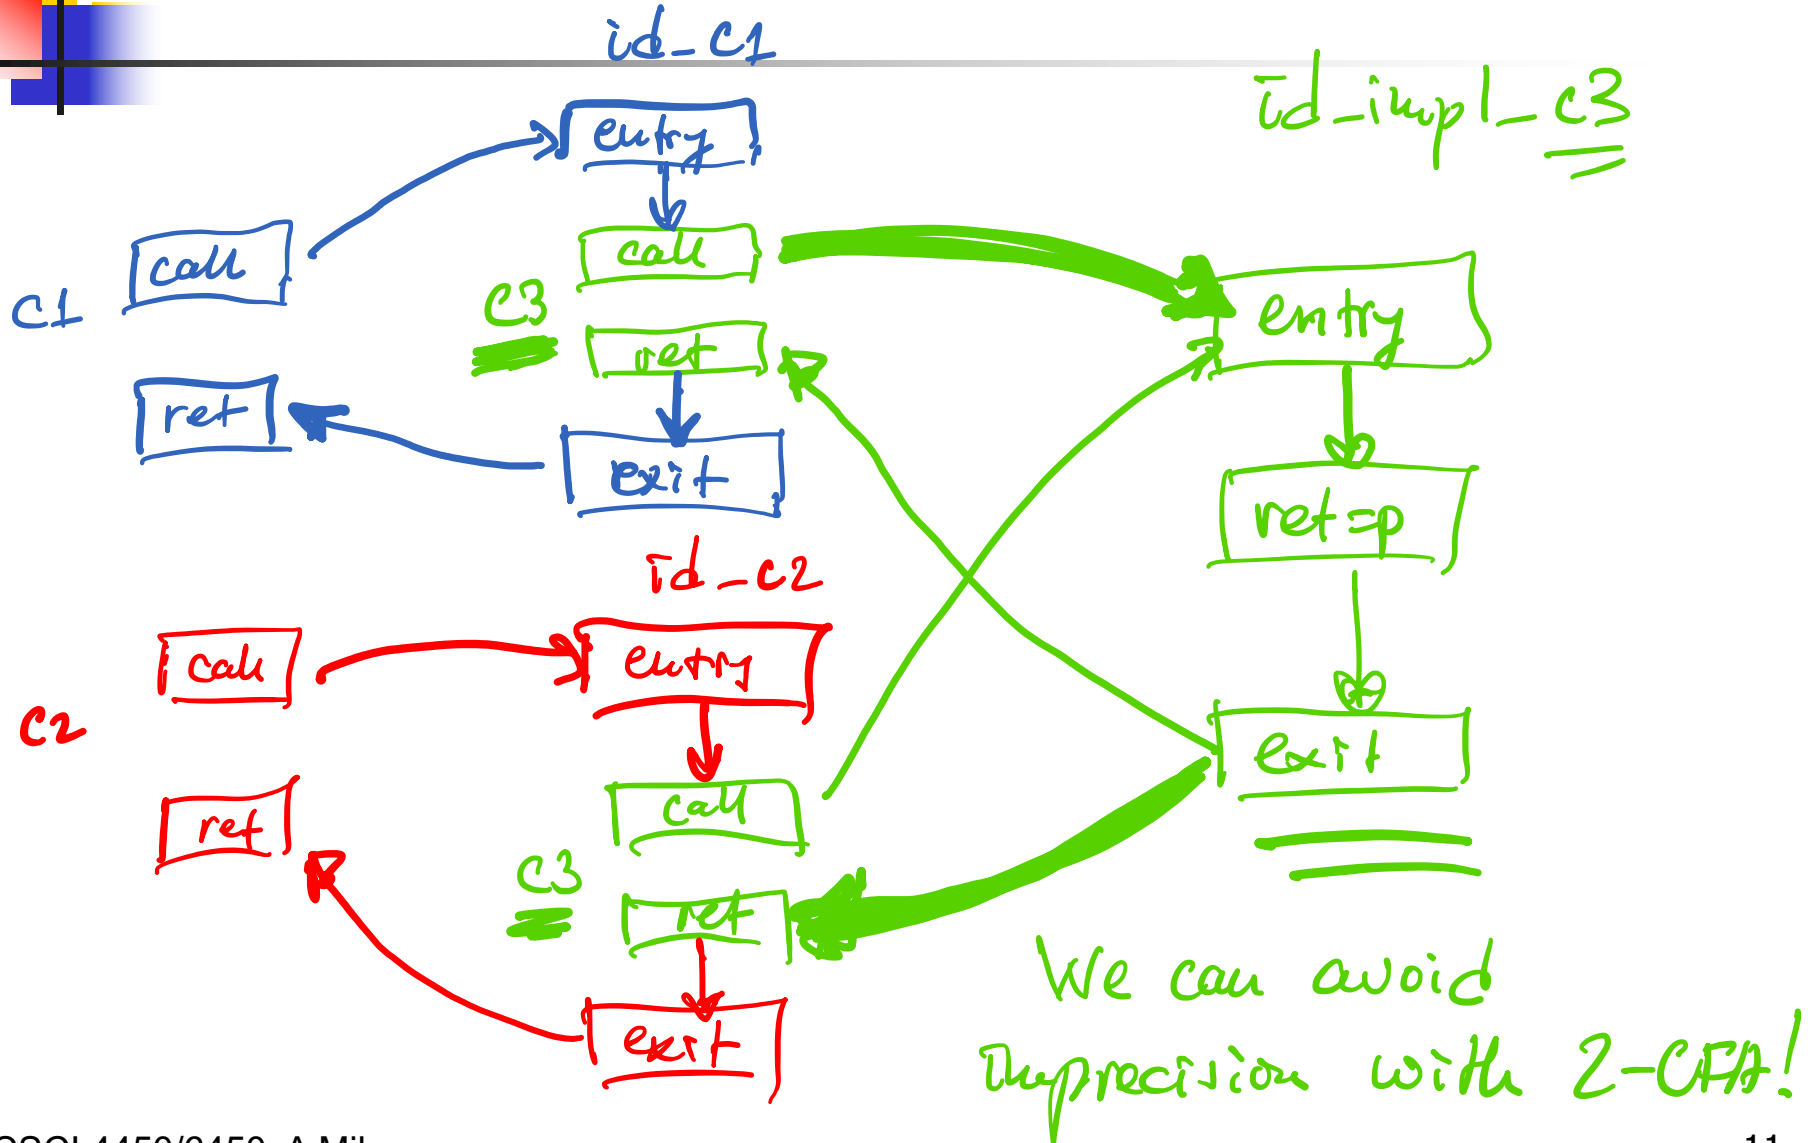 id_c1
id_impl_c3
entry
call
call
C1
C3
entry
ret
ret
exit
ret=p
id_c2
call
entry
C2
exit
call
ret
C3
ret
We can avoid
imprecision with 2-CFA!
exit
11